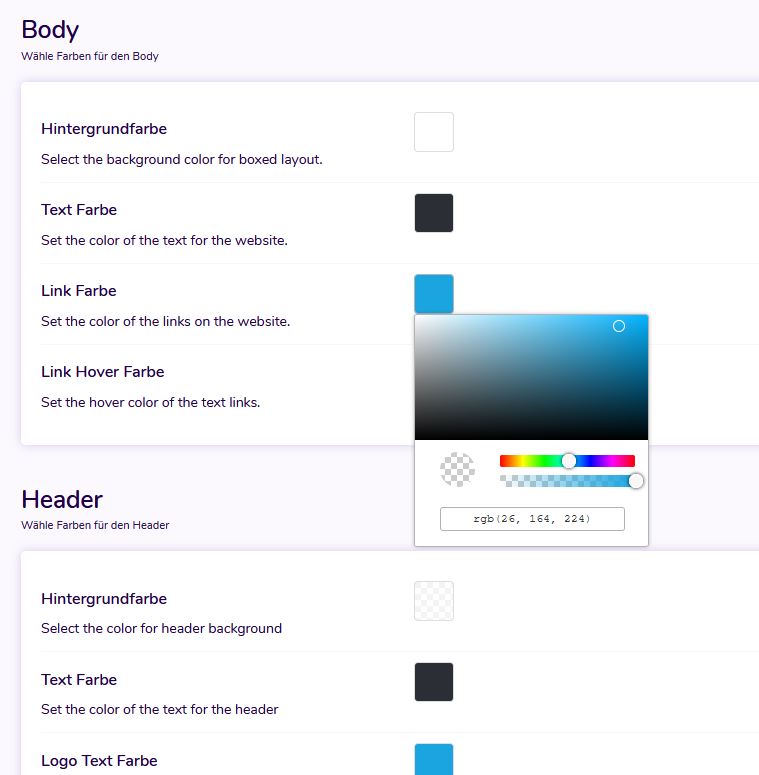 Body
Wähle Farben für den Body
Hintergrundfarbe
Select the background color for boxed layout.
Text Farbe
Set the color of the text for the website.
Link Farbe
Set the color of the links on the website.
Link Hover Farbe
Set the hover color of the text links.
rgb(26, 164, 224)
Header
Wähle Farben für den Header
Hintergrundfarbe
Select the color for header background
Text Farbe
Set the color of the text for the header
Logo Text Farbe